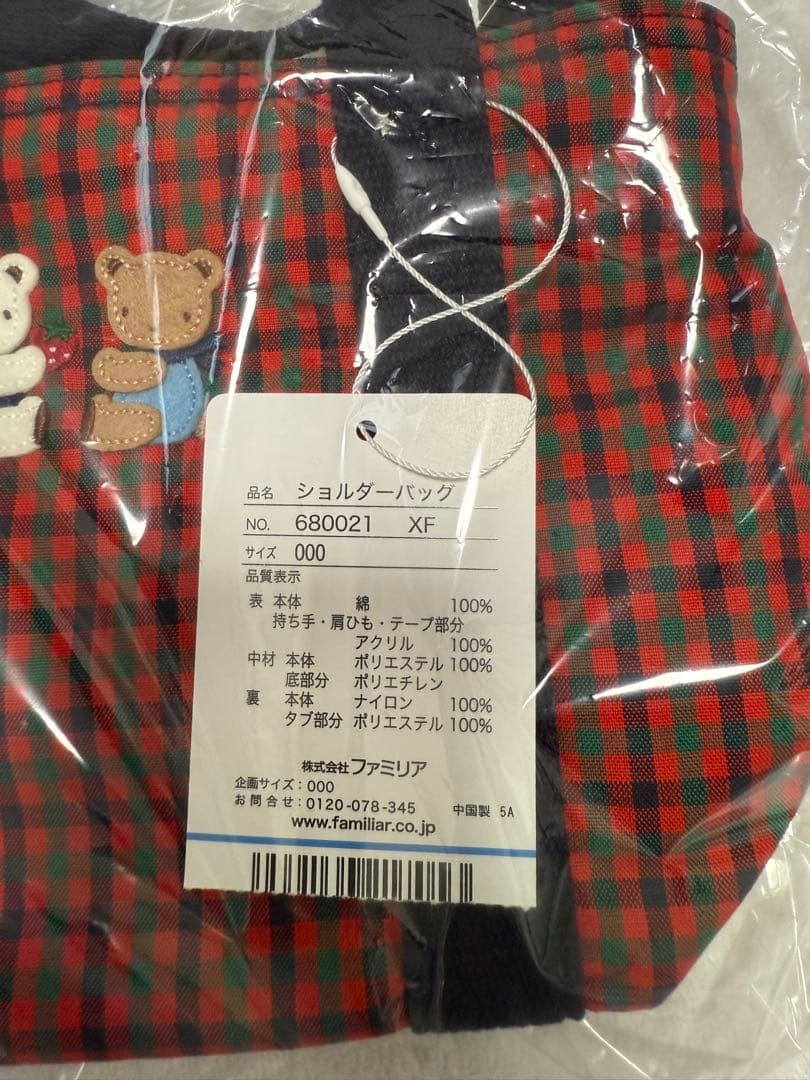 品名 ショルダーバッグ
NO. 680021 XF
サイズ 000
品質表示
表 本体 綿 100%
持ち手・肩ひも・テープ部分
アクリル 100%
中材 本体 ポリエステル 100%
底部分 ポリエチレン
裏 本体 ナイロン 100%
タブ部分 ポリエステル 100%
株式会社ファミリア
企画サイズ：000
お問合せ：0120-078-345 中国製 5A
www.familiar.co.jp